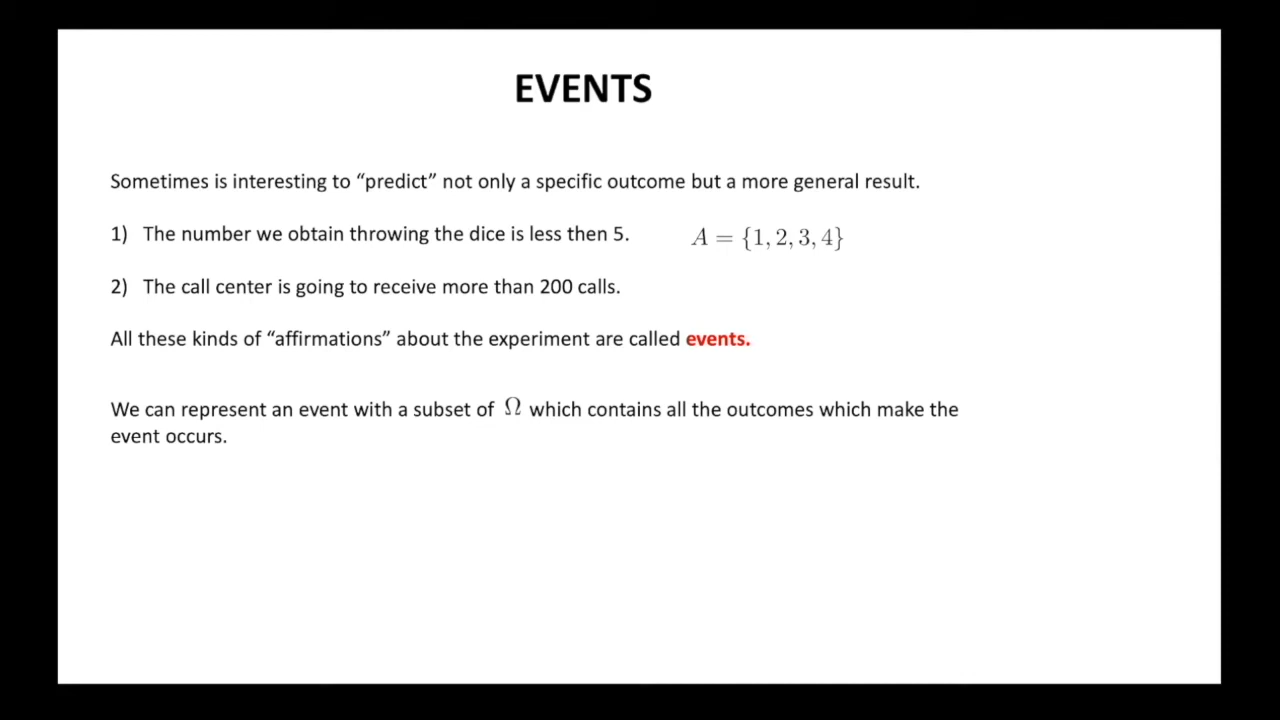 EVENTS
Sometimes is interesting to “predict” not only a specific outcome but a more general result.
1) The number we obtain throwing the dice is less then 5. A = {1, 2, 3, 4}
2) The call center is going to receive more than 200 calls.
All these kinds of “affirmations” about the experiment are called events.
We can represent an event with a subset of Ω which contains all the outcomes which make the
event occurs.